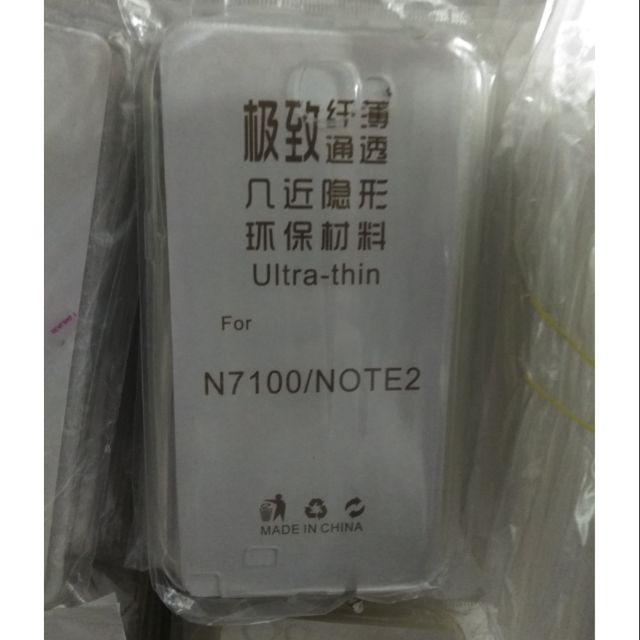 极致纤薄
通透
几近隐形
环保材料
Ultra-thin
For
N7100/NOTE2
MADE IN CHINA